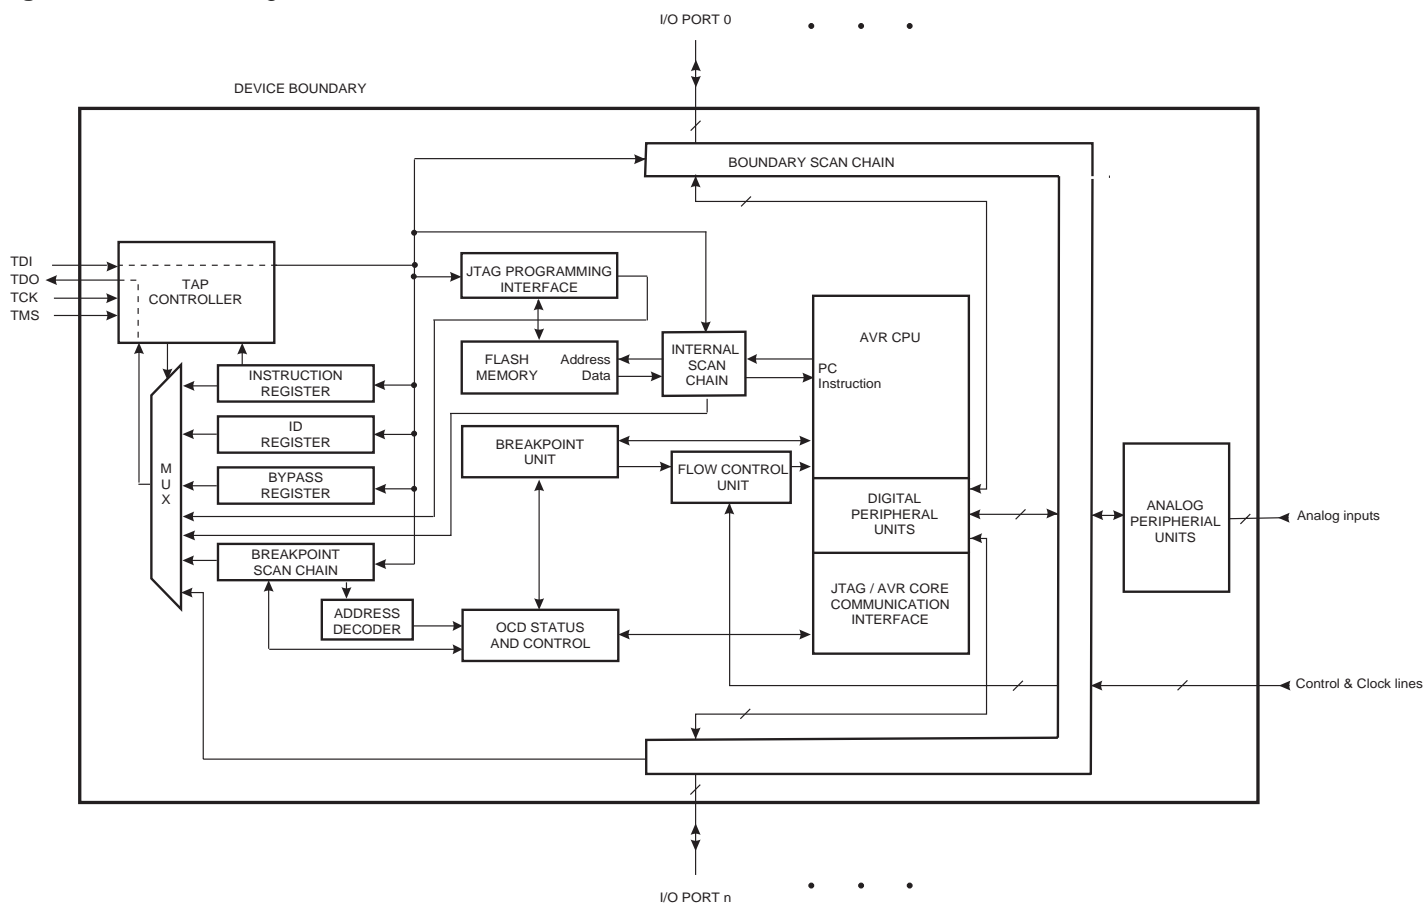 I/O PORT 0
DEVICE BOUNDARY
BOUNDARY SCAN CHAIN
TDI
TDO
TCK
TMS
TAP
CONTROLLER
JTAG PROGRAMMING
INTERFACE
FLASH
MEMORY
Address
Data
INTERNAL
SCAN
CHAIN
AVR CPU
PC
Instruction
INSTRUCTION
REGISTER
ID
REGISTER
BYPASS
REGISTER
M
U
X
BREAKPOINT
UNIT
FLOW CONTROL
UNIT
DIGITAL
PERIPHERAL
UNITS
ANALOG
PERIPHERIAL
UNITS
Analog inputs
BREAKPOINT
SCAN CHAIN
ADDRESS
DECODER
OCD STATUS
AND CONTROL
JTAG / AVR CORE
COMMUNICATION
INTERFACE
Control & Clock lines
I/O PORT n